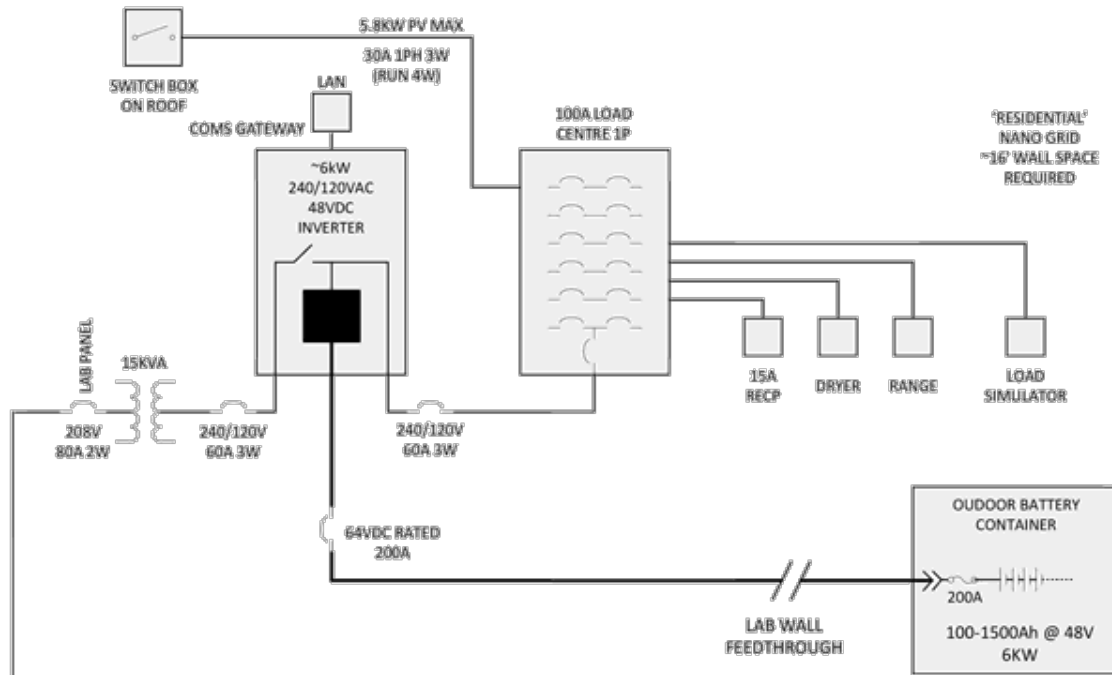 5.8KW PV MAX
30A 1PH 3W
(RUN 4W)
SWITCH BOX
ON ROOF
LAN
COMS GATEWAY
~6kW
240/120VAC
48VDC
INVERTER
100A LOAD
CENTRE 1P
'RESIDENTIAL'
NANO GRID
~16' WALL SPACE
REQUIRED
LAB PANEL
15KVA
208V
80A 2W
240/120V
60A 3W
240/120V
60A 3W
15A
RECP
DRYER
RANGE
LOAD
SIMULATOR
64VDC RATED
200A
LAB WALL
FEEDTHROUGH
OUDOOR BATTERY
CONTAINER
200A
100-1500Ah @ 48V
6KW